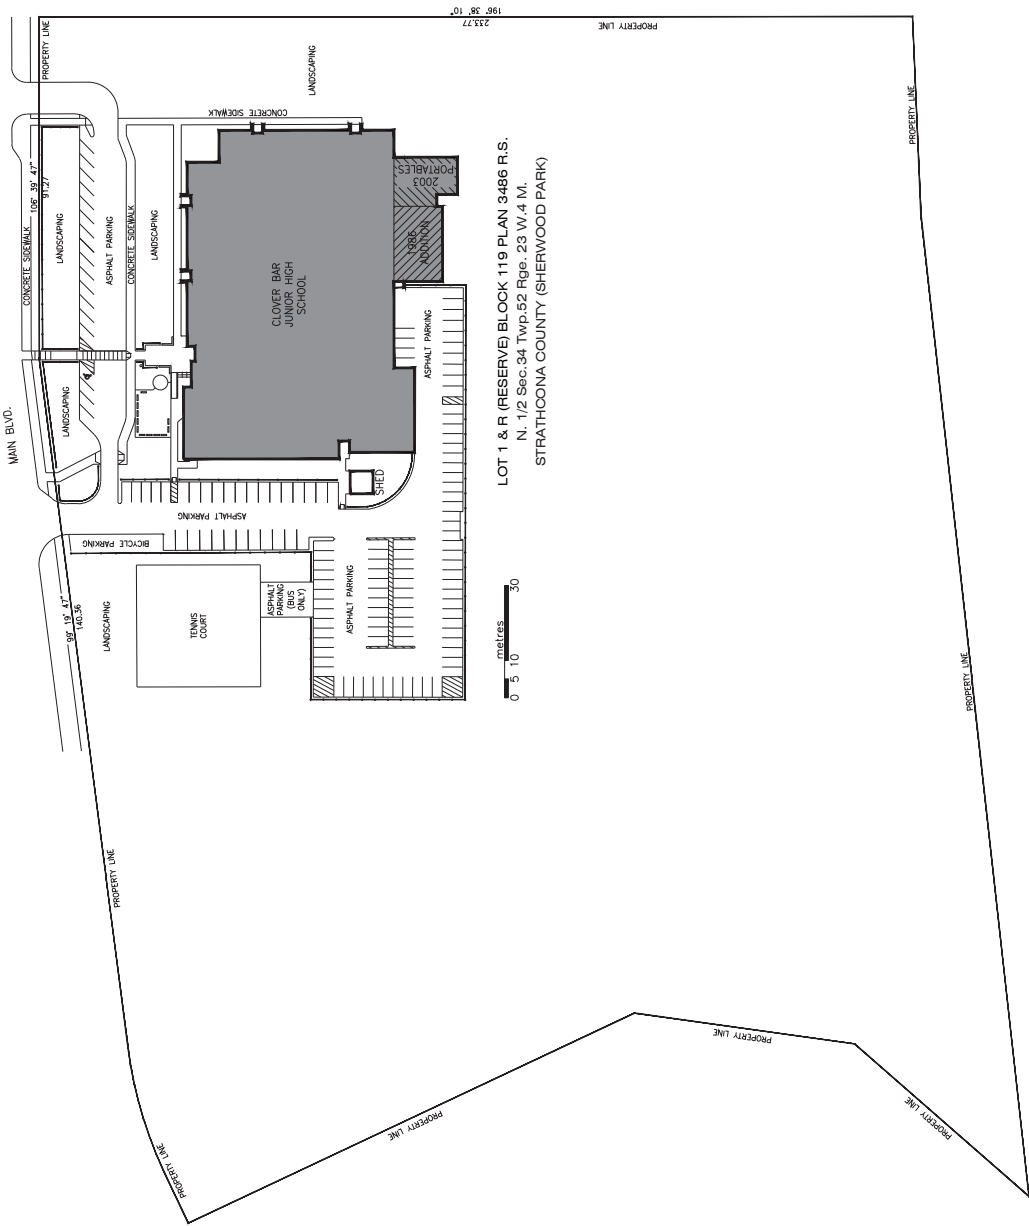 196° 38' 10"
233.77
PROPERTY LINE
PROPERTY LINE
PROPERTY LINE
LANDSCAPING
CONCRETE SIDEWALK
CONCRETE SIDEWALK
106° 39' 47"
91.27
LANDSCAPING
ASPHALT PARKING
CONCRETE SIDEWALK
LANDSCAPING
CLOVER BAR
JUNIOR HIGH
SCHOOL
2003
PORTABLES
1986
ADDITION
ASPHALT PARKING
LOT 1 & R (RESERVE) BLOCK 119 PLAN 3486 R.S.
N. 1/2 Sec.34 Twp.52 Rge. 23 W.4 M.
STRATHCONA COUNTY (SHERWOOD PARK)
MAIN BLVD.
LANDSCAPING
SHED
ASPHALT PARKING
BICYCLE PARKING
99° 19' 47"
140.36
LANDSCAPING
TENNIS
COURT
ASPHALT
PARKING
(BUS
ONLY)
ASPHALT PARKING
metres
0 5 10 30
PROPERTY LINE
PROPERTY LINE
PROPERTY LINE
PROPERTY LINE
PROPERTY LINE
PROPERTY LINE